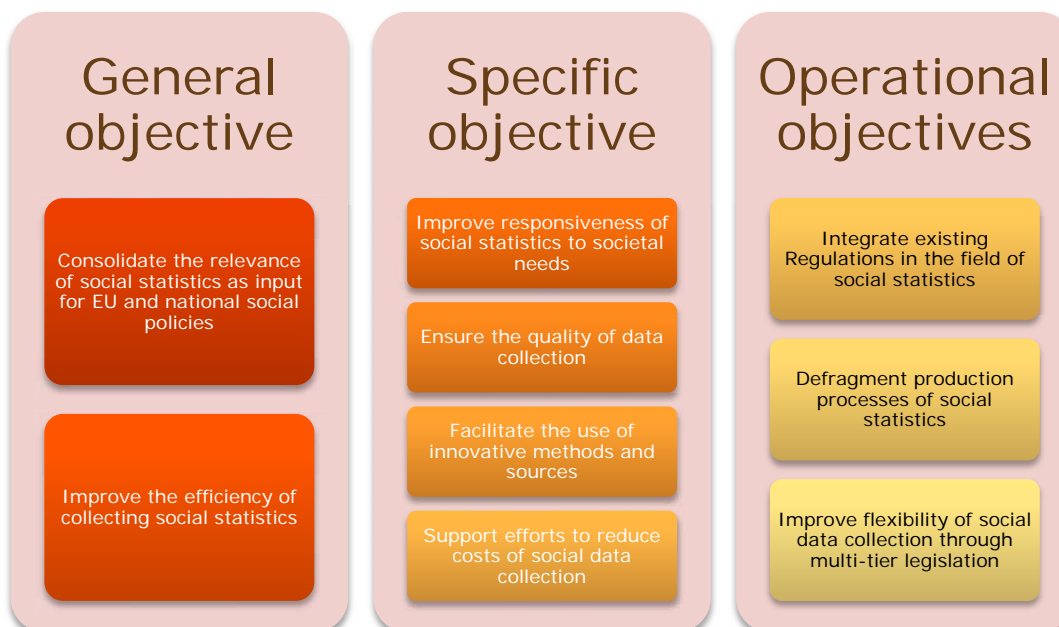 General
objective
Consolidate the relevance
of social statistics as input
for EU and national social
policies
Improve the efficiency of
collecting social statistics
Specific
objective
Improve responsiveness of
social statistics to societal
needs
Ensure the quality of data
collection
Facilitate the use of
innovative methods and
sources
Support efforts to reduce
costs of social data
collection
Operational
objectives
Integrate existing
Regulations in the field of
social statistics
Defragment production
processes of social
statistics
Improve flexibility of social
data collection through
multi-tier legislation